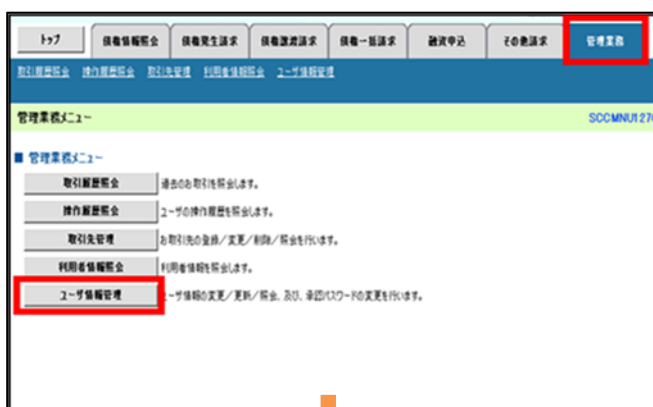 トップ 債権情報照会 債権発生請求 債権譲渡請求 債権一括請求 融資申込 その他請求 管理業務
取引履歴照会 操作履歴照会 取引先管理 利用者情報照会 ユーザ情報管理
管理業務メニュー SCCMNU1270
■ 管理業務メニュー
取引履歴照会 過去のお取引を照会します。
操作履歴照会 ユーザの操作履歴を照会します。
取引先管理 お取引先の登録/変更/削除/照会を行います。
利用者情報照会 利用者情報を照会します。
ユーザ情報管理 ユーザ情報の変更/更新/照会、及び、承認パスワードの変更を行います。